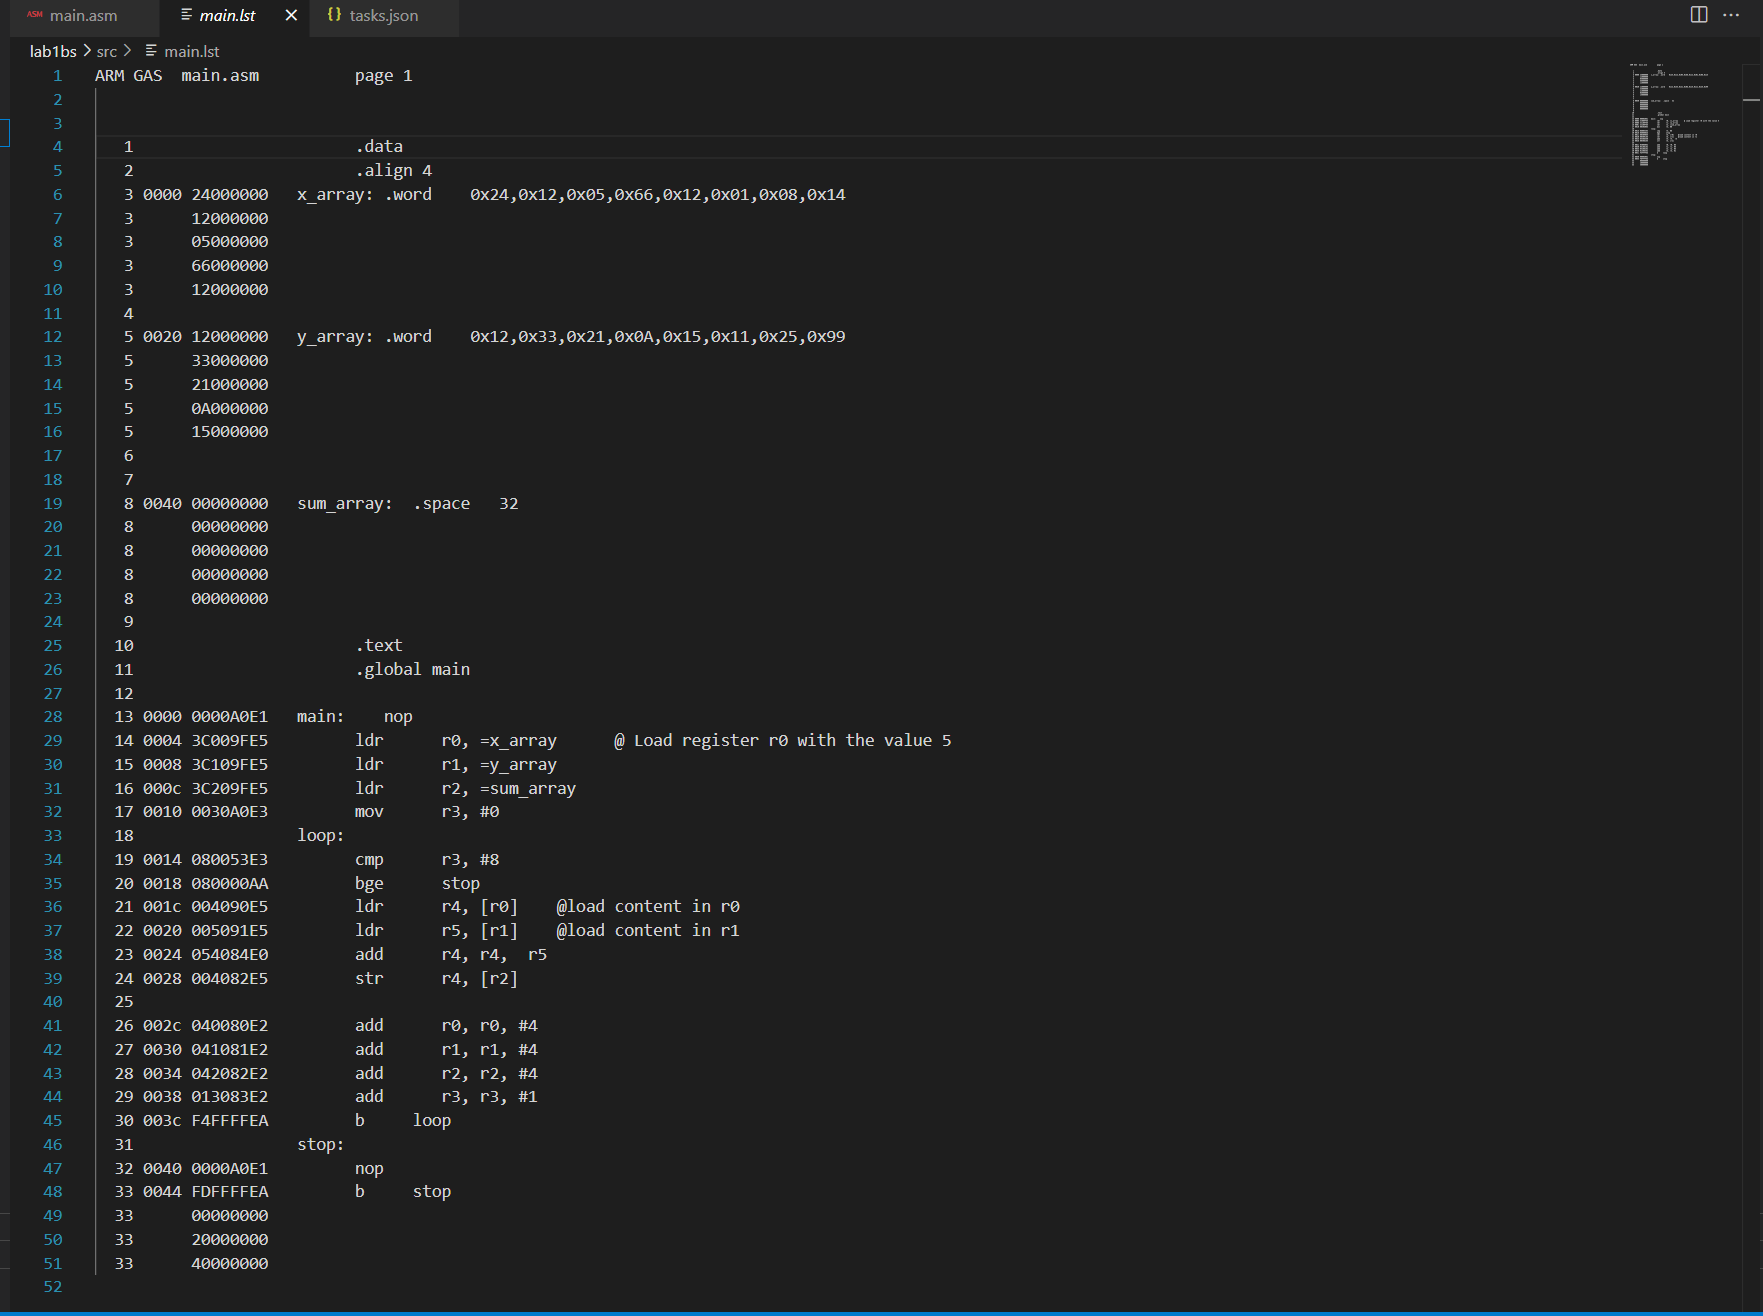 ASM main.asm main.lst tasks.json
lab1bs > src > main.lst
1 ARM GAS  main.asm          page 1
2
3
4    1                        .data
5    2                        .align 4
6    3 0000 24000000   x_array: .word    0x24,0x12,0x05,0x66,0x12,0x01,0x08,0x14
7    3      12000000
8    3      05000000
9    3      66000000
10    3      12000000
11    4
12    5 0020 12000000   y_array: .word    0x12,0x33,0x21,0x0A,0x15,0x11,0x25,0x99
13    5      33000000
14    5      21000000
15    5      0A000000
16    5      15000000
17    6
18    7
19    8 0040 00000000   sum_array:  .space   32
20    8      00000000
21    8      00000000
22    8      00000000
23    8      00000000
24    9
25   10                       .text
26   11                       .global main
27   12
28   13 0000 0000A0E1   main:    nop
29   14 0004 3C009FE5         ldr      r0, =x_array      @ Load register r0 with the value 5
30   15 0008 3C109FE5         ldr      r1, =y_array
31   16 000c 3C209FE5         ldr      r2, =sum_array
32   17 0010 0030A0E3         mov      r3, #0
33   18                 loop:
34   19 0014 080053E3         cmp      r3, #8
35   20 0018 080000AA         bge      stop
36   21 001c 004090E5         ldr      r4, [r0]    @load content in r0
37   22 0020 005091E5         ldr      r5, [r1]    @load content in r1
38   23 0024 054084E0         add      r4, r4,  r5
39   24 0028 004082E5         str      r4, [r2]
40   25
41   26 002c 040080E2         add      r0, r0, #4
42   27 0030 041081E2         add      r1, r1, #4
43   28 0034 042082E2         add      r2, r2, #4
44   29 0038 013083E2         add      r3, r3, #1
45   30 003c F4FFFFEA         b     loop
46   31                 stop:
47   32 0040 0000A0E1         nop
48   33 0044 FDFFFFEA         b     stop
49   33      00000000
50   33      20000000
51   33      40000000
52